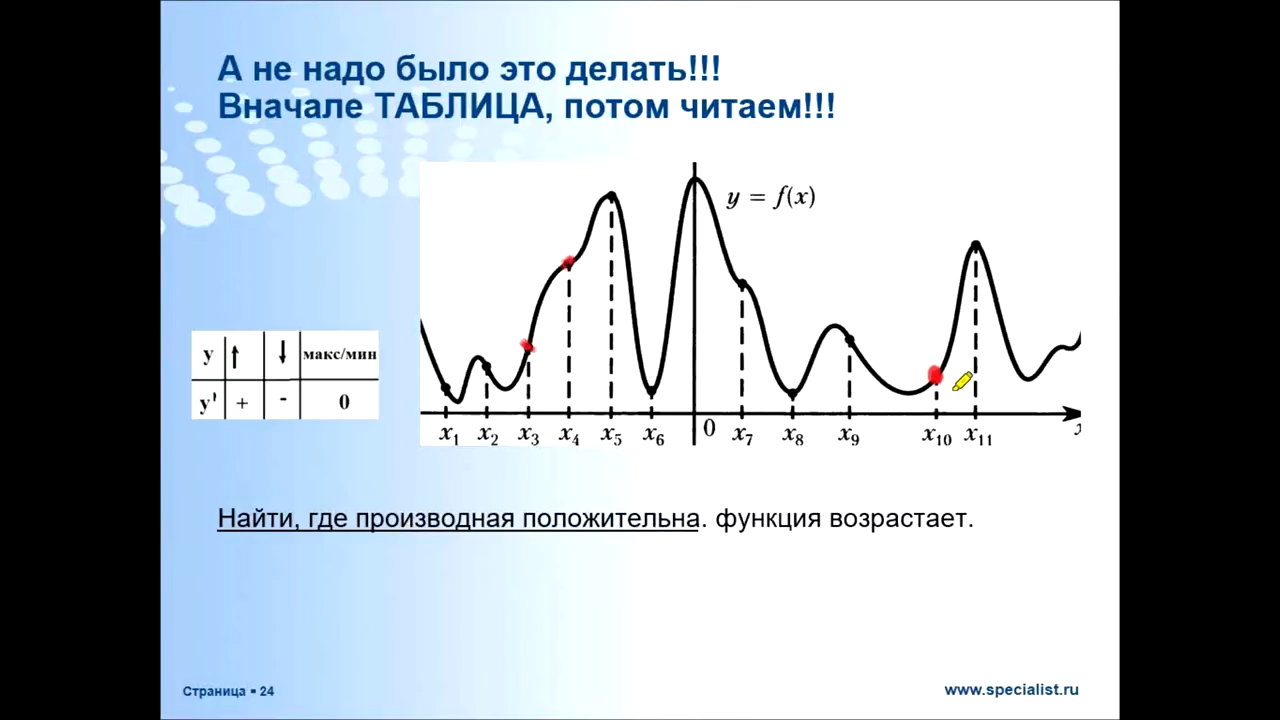 А не надо было это делать!!!
Вначале ТАБЛИЦА, потом читаем!!!
y = f(x)
y ↑ ↓ макс/мин
y' + - 0
x₁ x₂ x₃ x₄ x₅ x₆ 0 x₇ x₈ x₉ x₁₀ x₁₁
Найти, где производная положительна. функция возрастает.
Страница ▪ 24
www.specialist.ru